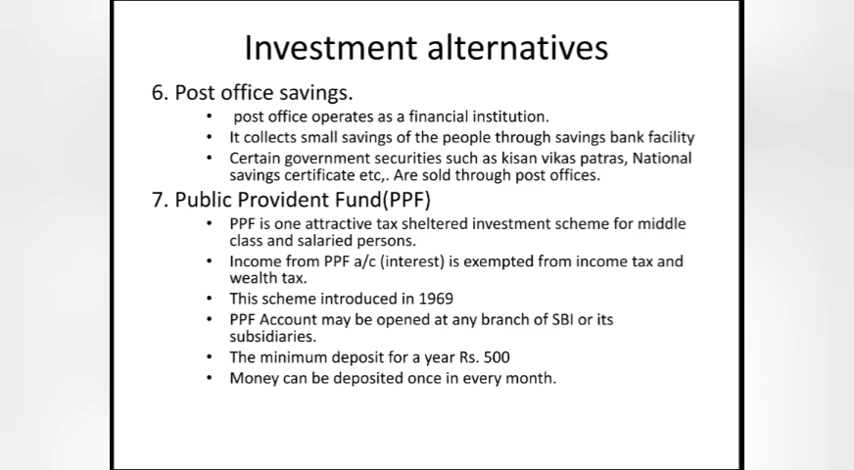 Investment alternatives
6. Post office savings.
• post office operates as a financial institution.
• It collects small savings of the people through savings bank facility
• Certain government securities such as kisan vikas patras, National
savings certificate etc,. Are sold through post offices.
7. Public Provident Fund(PPF)
• PPF is one attractive tax sheltered investment scheme for middle
class and salaried persons.
• Income from PPF a/c (interest) is exempted from income tax and
wealth tax.
• This scheme introduced in 1969
• PPF Account may be opened at any branch of SBI or its
subsidiaries.
• The minimum deposit for a year Rs. 500
• Money can be deposited once in every month.